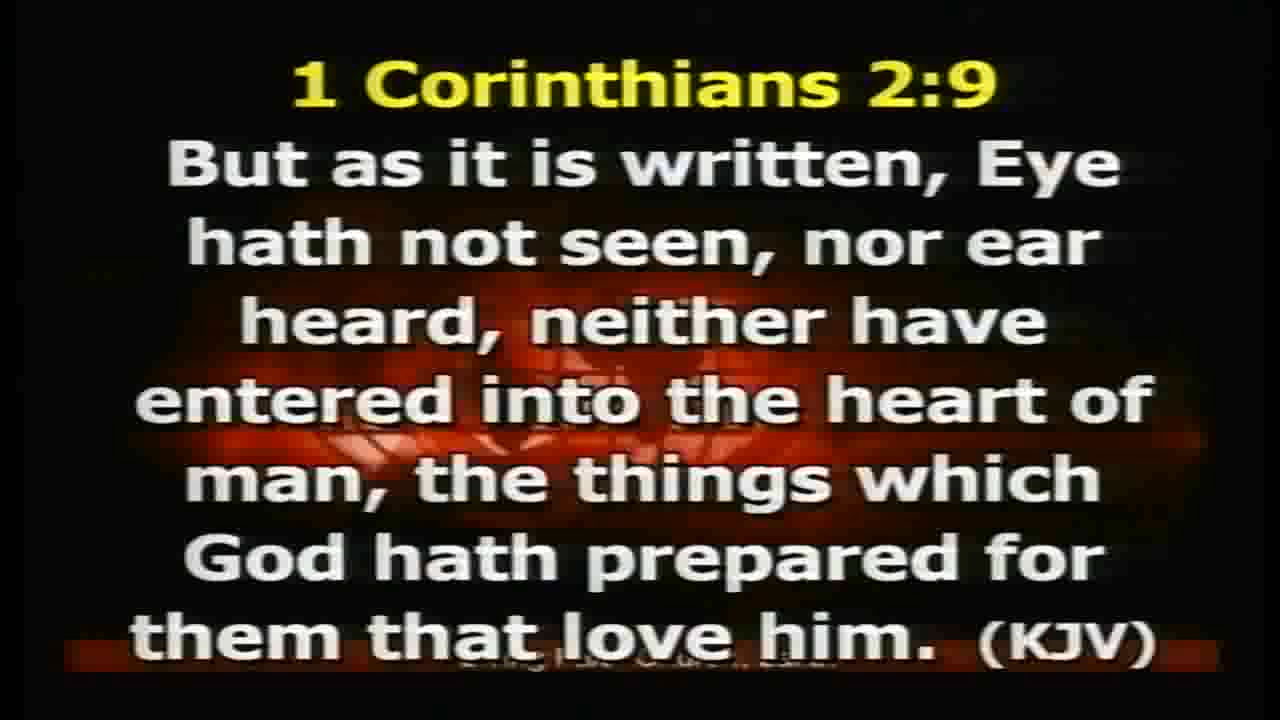 1 Corinthians 2:9
But as it is written, Eye
hath not seen, nor ear
heard, neither have
entered into the heart of
man, the things which
God hath prepared for
them that love him. (KJV)